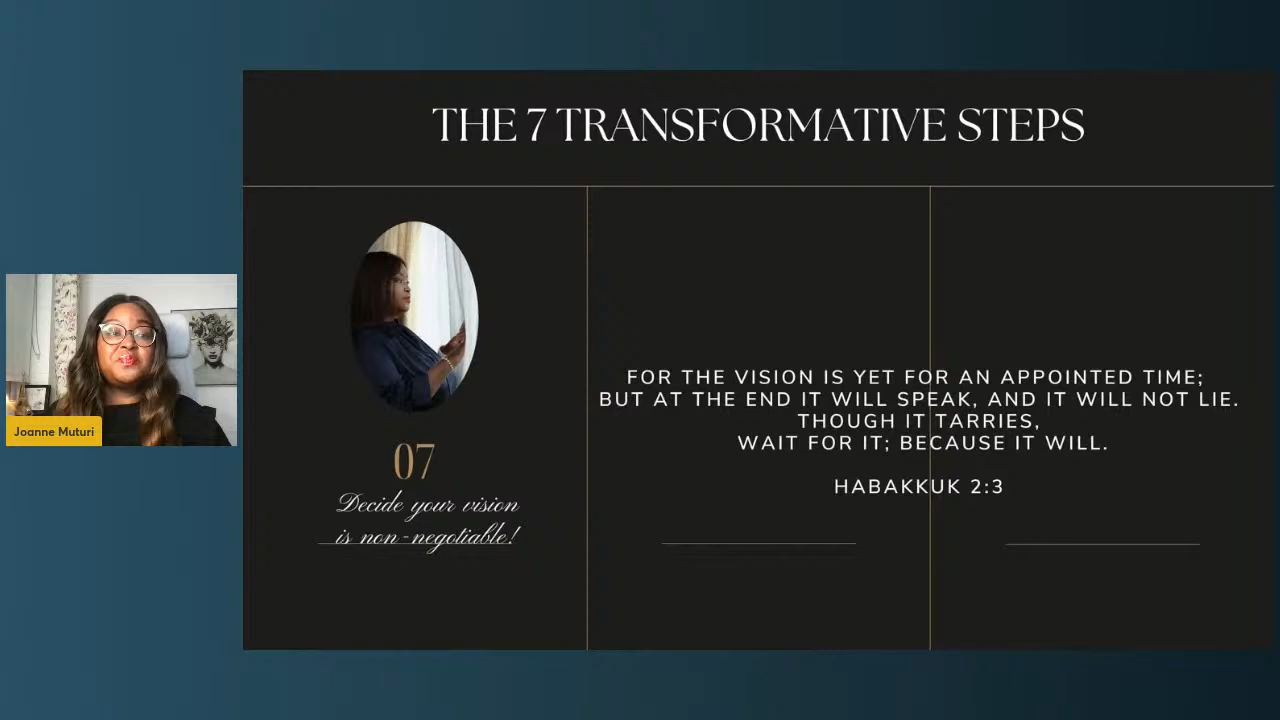 THE 7 TRANSFORMATIVE STEPS
Joanne Muturi
07
Decide your vision
is non-negotiable!
FOR THE VISION IS YET FOR AN APPOINTED TIME;
BUT AT THE END IT WILL SPEAK, AND IT WILL NOT LIE.
THOUGH IT TARRIES,
WAIT FOR IT; BECAUSE IT WILL.
HABAKKUK 2:3